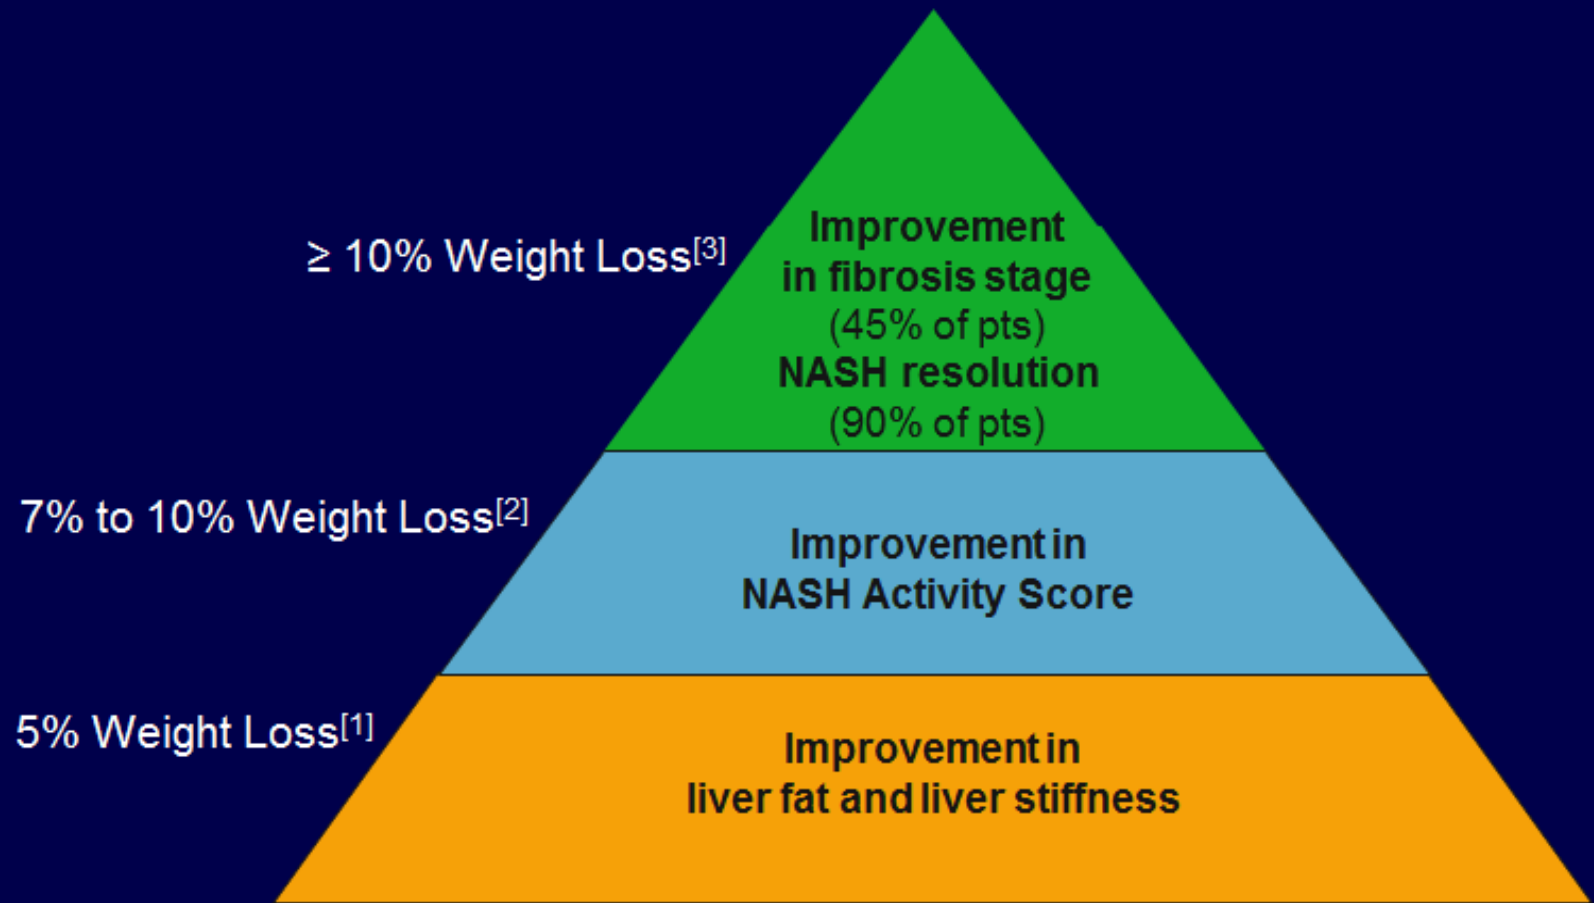 ≥ 10% Weight Loss[3]
Improvement
in fibrosis stage
(45% of pts)
NASH resolution
(90% of pts)
7% to 10% Weight Loss[2]
Improvement in
NASH Activity Score
5% Weight Loss[1]
Improvement in
liver fat and liver stiffness